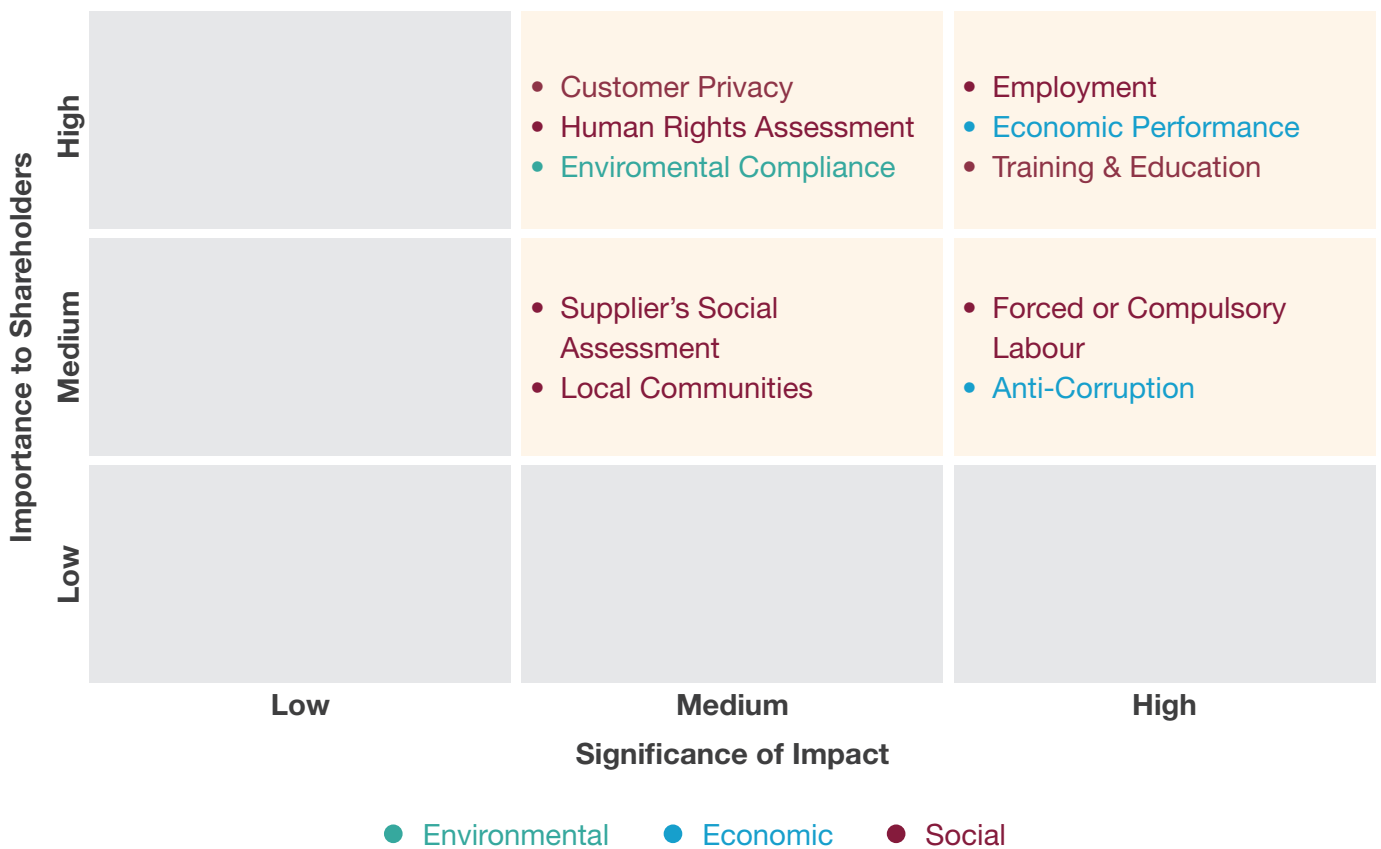 Importance to Shareholders
High
• Customer Privacy
• Human Rights Assessment
• Enviromental Compliance
• Employment
• Economic Performance
• Training & Education
Medium
• Supplier’s Social
Assessment
• Local Communities
• Forced or Compulsory
Labour
• Anti-Corruption
Low
Low
Medium
High
Significance of Impact
Environmental
Economic
Social